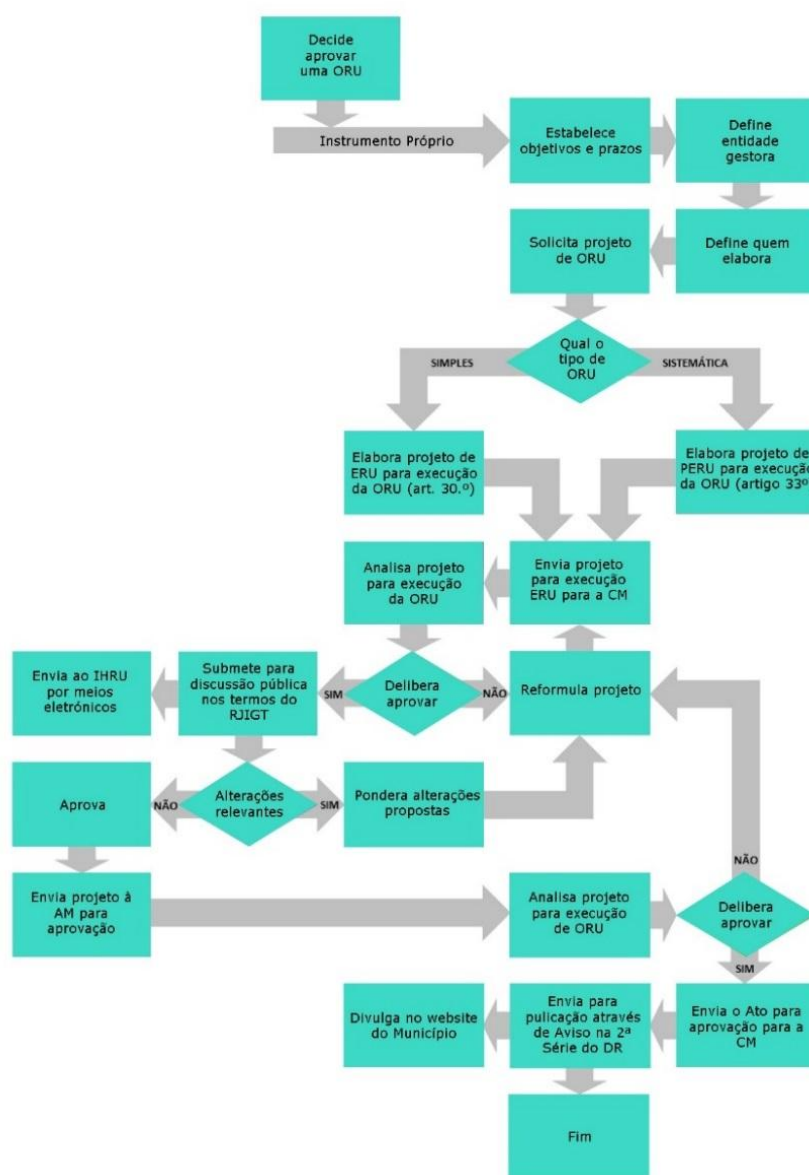 Decide
aprovar
uma ORU
Instrumento Próprio
Estabelece
objetivos e prazos
Define
entidade
gestora
Solicita projeto
de ORU
Define quem
elabora
Qual o
tipo de
ORU
SIMPLES
SISTEMÁTICA
Elabora projeto de
ERU para execução
da ORU (art. 30.º)
Elabora projeto de
PERU para execução
da ORU (artigo 33º
Analisa projeto
para execução
da ORU
Envia projeto
para execução
ERU para a CM
Envia ao IHRU
por meios
eletrónicos
Submete para
discussão pública
nos termos do
RJIGT
SIM
Delibera
aprovar
NÃO
Reformula projeto
Aprova
NÃO
Alterações
relevantes
SIM
Pondera alterações
propostas
NÃO
Envia projeto à
AM para
aprovação
Analisa projeto
para execução
de ORU
Delibera
aprovar
SIM
Divulga no website
do Município
Envia para
pulicação através
de Aviso na 2ª
Série do DR
Envia o Ato para
aprovação para a
CM
Fim